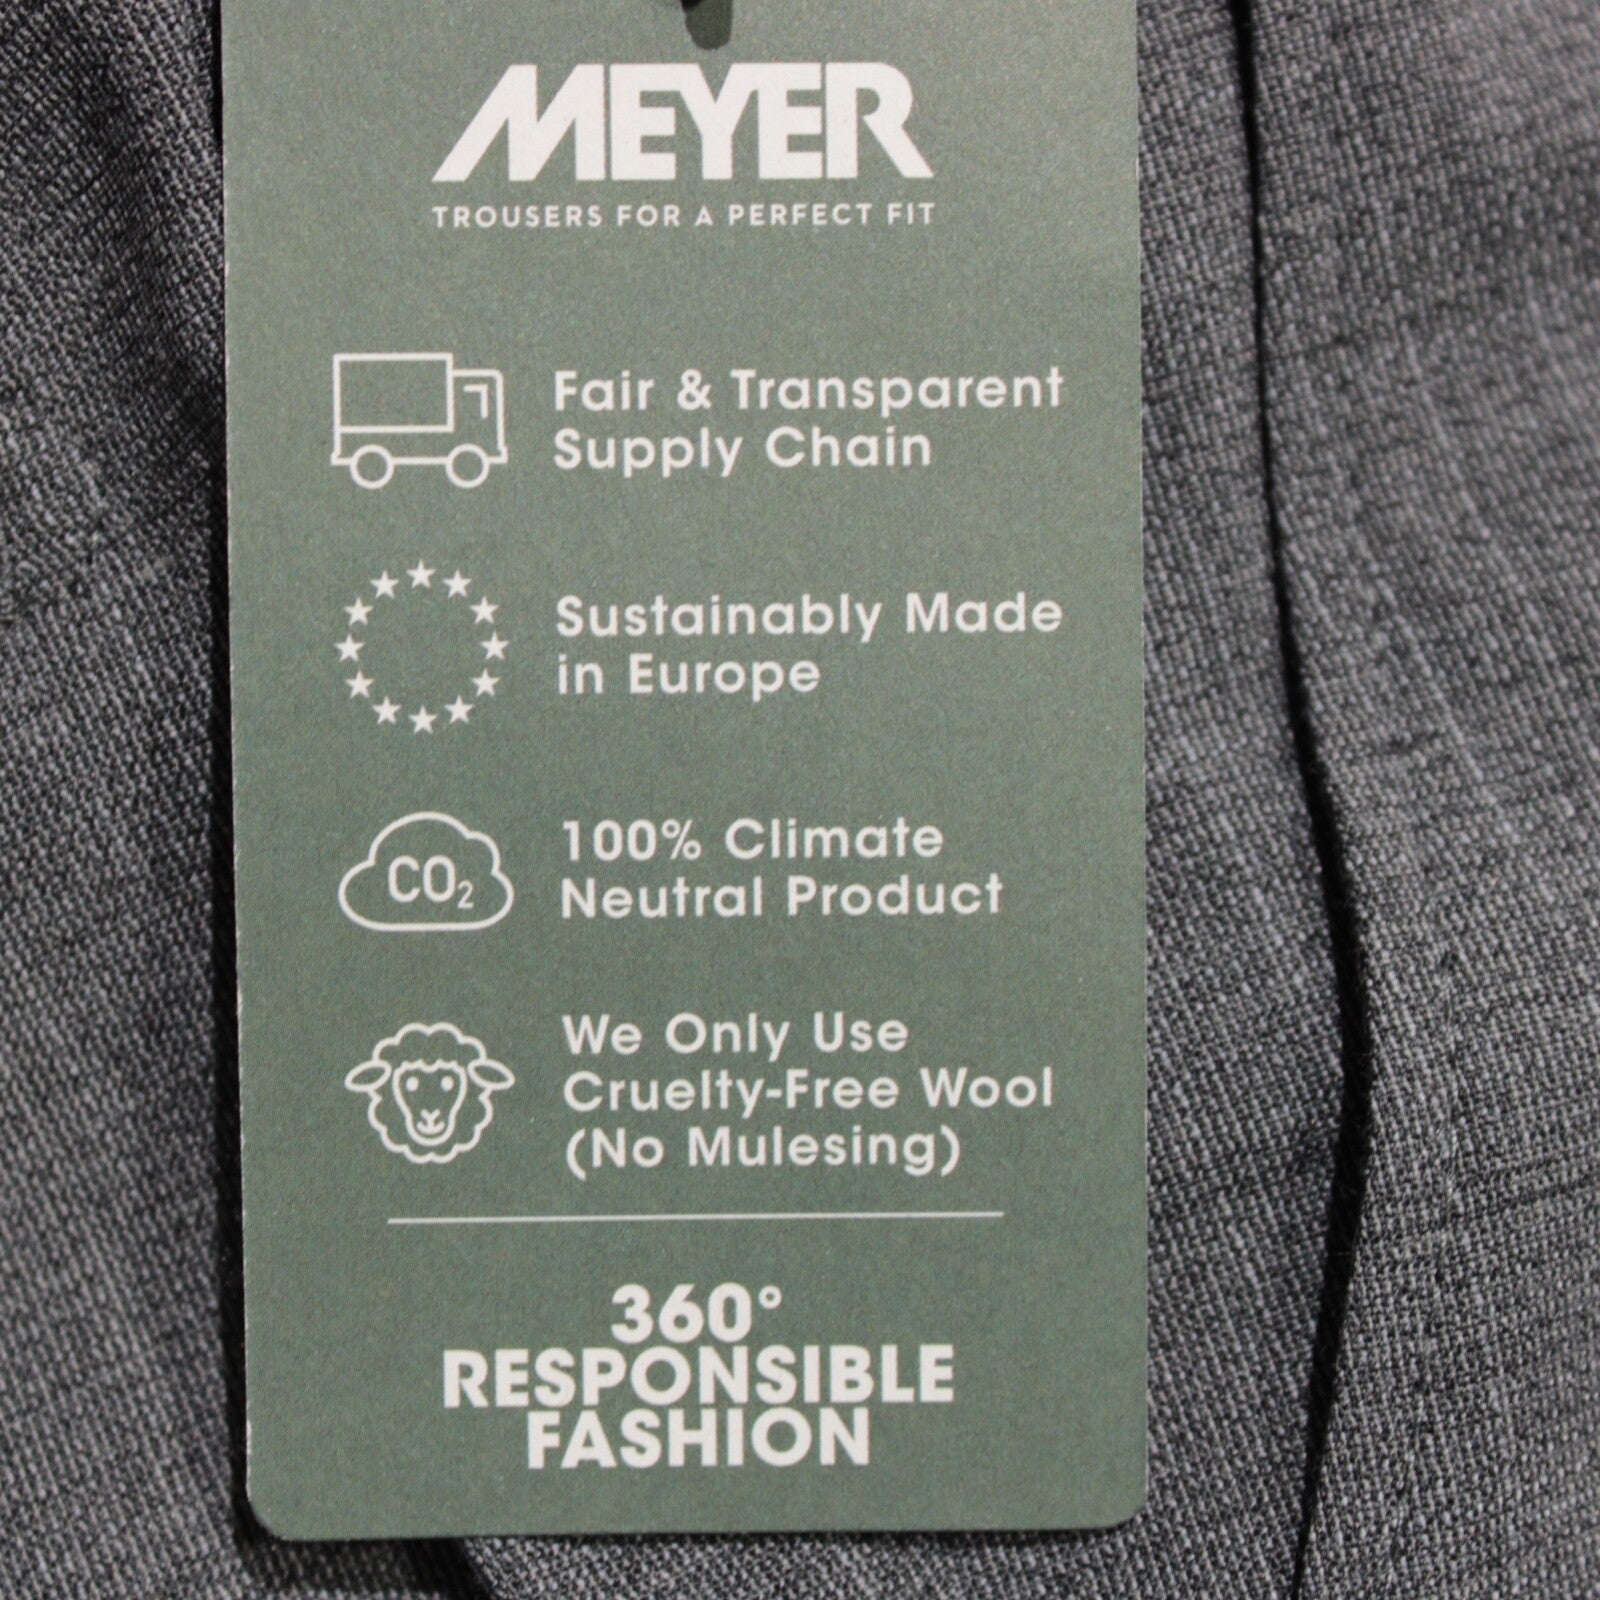 MEYER
TROUSERS FOR A PERFECT FIT
Fair & Transparent
Supply Chain
Sustainably Made
in Europe
CO₂
100% Climate
Neutral Product
We Only Use
Cruelty-Free Wool
(No Mulesing)
360°
RESPONSIBLE
FASHION